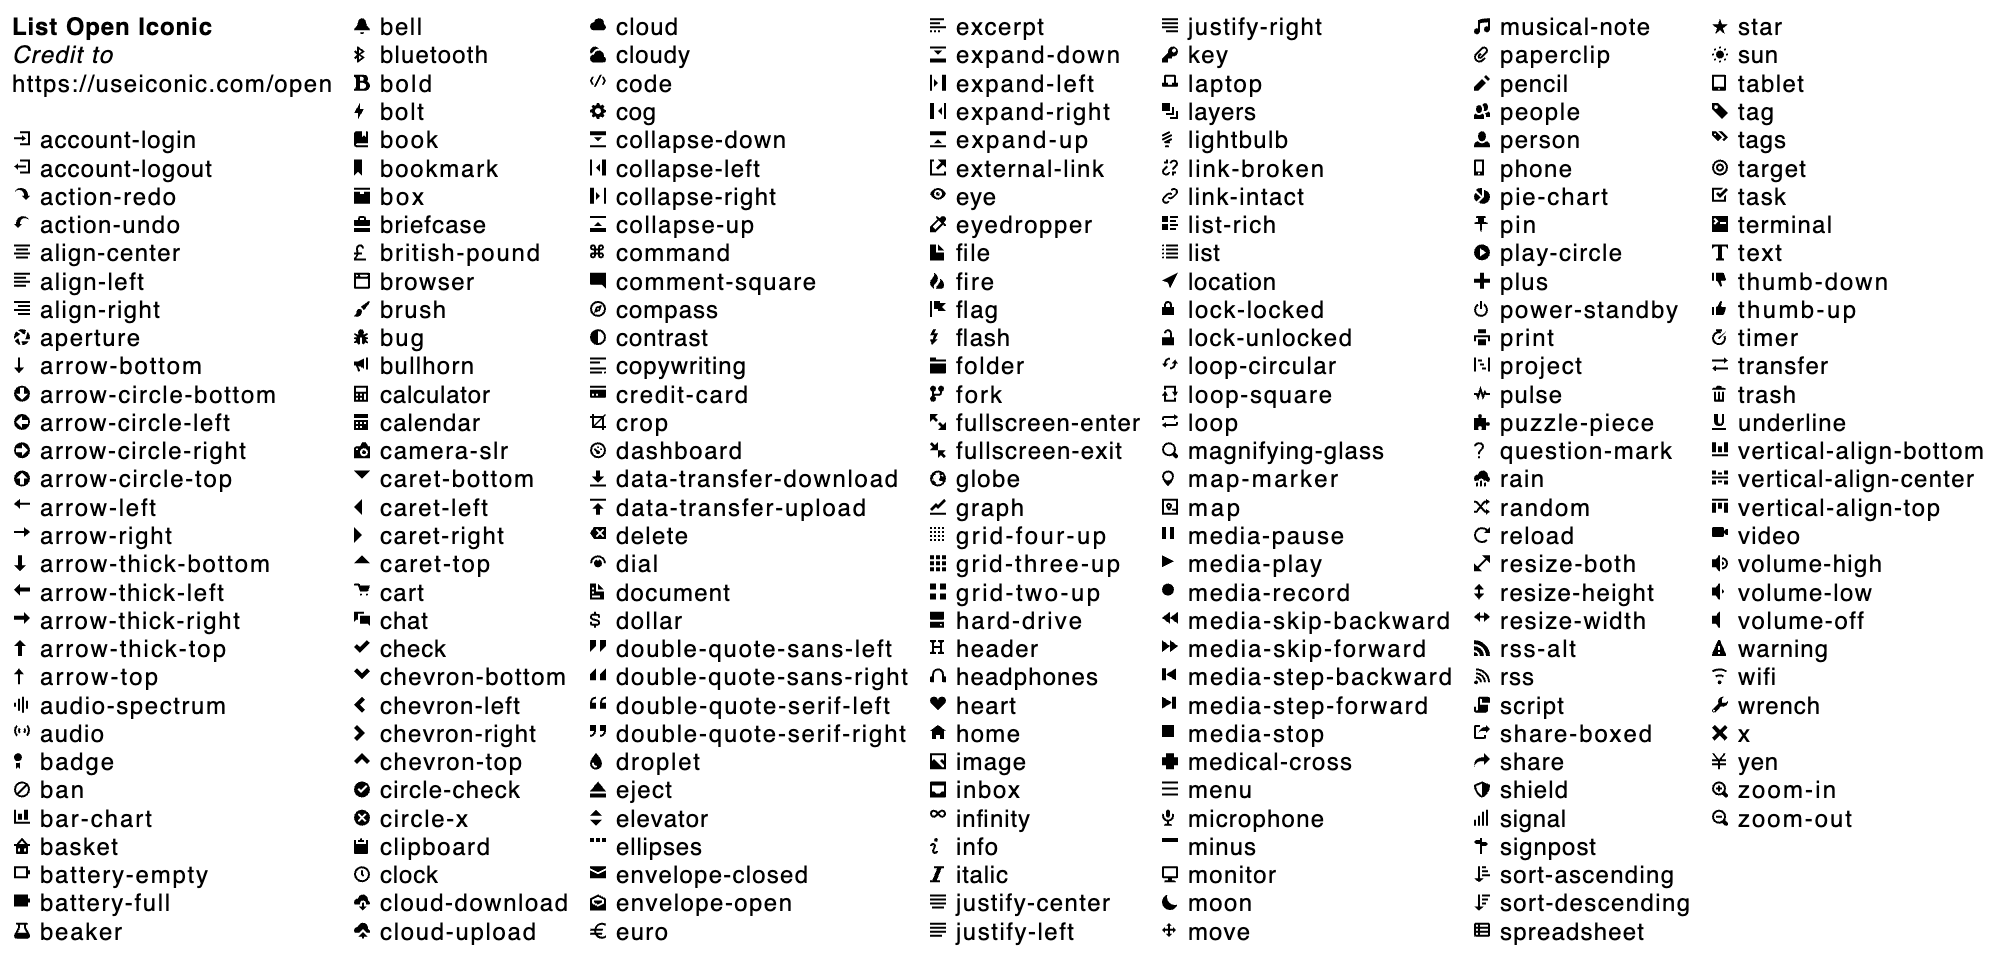 List Open Iconic
Credit to
https://useiconic.com/open
account-login
account-logout
action-redo
action-undo
align-center
align-left
align-right
aperture
arrow-bottom
arrow-circle-bottom
arrow-circle-left
arrow-circle-right
arrow-circle-top
arrow-left
arrow-right
arrow-thick-bottom
arrow-thick-left
arrow-thick-right
arrow-thick-top
arrow-top
audio-spectrum
audio
badge
ban
bar-chart
basket
battery-empty
battery-full
beaker
bell
bluetooth
bold
bolt
book
bookmark
box
briefcase
british-pound
browser
brush
bug
bullhorn
calculator
calendar
camera-slr
caret-bottom
caret-left
caret-right
caret-top
cart
chat
check
chevron-bottom
chevron-left
chevron-right
chevron-top
circle-check
circle-x
clipboard
clock
cloud-download
cloud-upload
cloud
cloudy
code
cog
collapse-down
collapse-left
collapse-right
collapse-up
command
comment-square
compass
contrast
copywriting
credit-card
crop
dashboard
data-transfer-download
data-transfer-upload
delete
dial
document
dollar
double-quote-sans-left
double-quote-sans-right
double-quote-serif-left
double-quote-serif-right
droplet
eject
elevator
ellipses
envelope-closed
envelope-open
euro
excerpt
expand-down
expand-left
expand-right
expand-up
external-link
eye
eyedropper
file
fire
flag
flash
folder
fork
fullscreen-enter
fullscreen-exit
globe
graph
grid-four-up
grid-three-up
grid-two-up
hard-drive
header
headphones
heart
home
image
inbox
infinity
info
italic
justify-center
justify-left
justify-right
key
laptop
layers
lightbulb
link-broken
link-intact
list-rich
list
location
lock-locked
lock-unlocked
loop-circular
loop-square
loop
magnifying-glass
map-marker
map
media-pause
media-play
media-record
media-skip-backward
media-skip-forward
media-step-backward
media-step-forward
media-stop
medical-cross
menu
microphone
minus
monitor
moon
move
musical-note
paperclip
pencil
people
person
phone
pie-chart
pin
play-circle
plus
power-standby
print
project
pulse
puzzle-piece
question-mark
rain
random
reload
resize-both
resize-height
resize-width
rss-alt
rss
script
share-boxed
share
shield
signal
signpost
sort-ascending
sort-descending
spreadsheet
star
sun
tablet
tag
tags
target
task
terminal
text
thumb-down
thumb-up
timer
transfer
trash
underline
vertical-align-bottom
vertical-align-center
vertical-align-top
video
volume-high
volume-low
volume-off
warning
wifi
wrench
x
yen
zoom-in
zoom-out